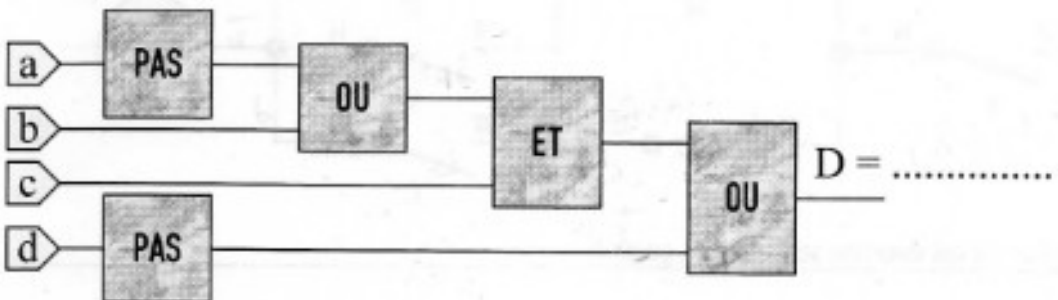 a
PAS
OU
b
ET
c
OU
D = ............
d
PAS